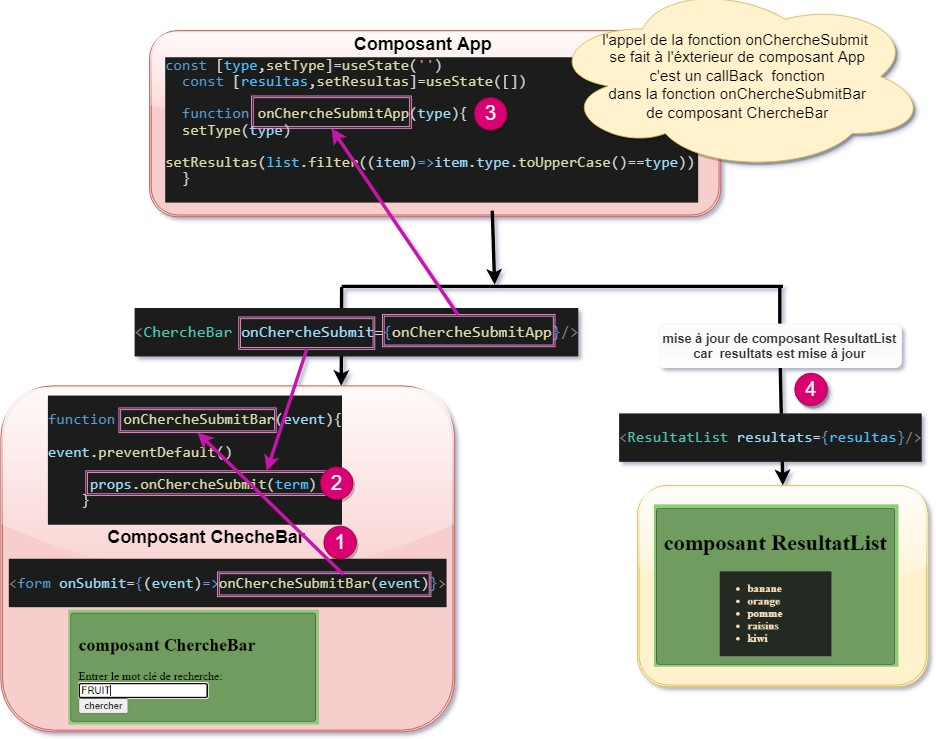 Composant App
const [type,setType]=useState('')
const [resultas,setResultas]=useState([])
function onChercheSubmitApp(type){
3
setType(type)
setResultas(list.filter((item)=>item.type.toUpperCase()==type))
}
l'appel de la fonction onChercheSubmit
se fait à l'éxterieur de composant App
c'est un callBack fonction
dans la fonction onChercheSubmitBar
de composant ChercheBar
<ChercheBar onChercheSubmit={onChercheSubmitApp}/>
mise à jour de composant ResultatList
car resultats est mise à jour
4
<ResultatList resultats={resultas}/>
function onChercheSubmitBar(event){
event.preventDefault()
props.onChercheSubmit(term)
2
}
Composant ChecheBar
1
<form onSubmit={(event)=>onChercheSubmitBar(event)}>
composant ChercheBar
Entrer le mot clé de recherche:
FRUIT
chercher
composant ResultatList
• banane
• orange
• pomme
• raisins
• kiwi